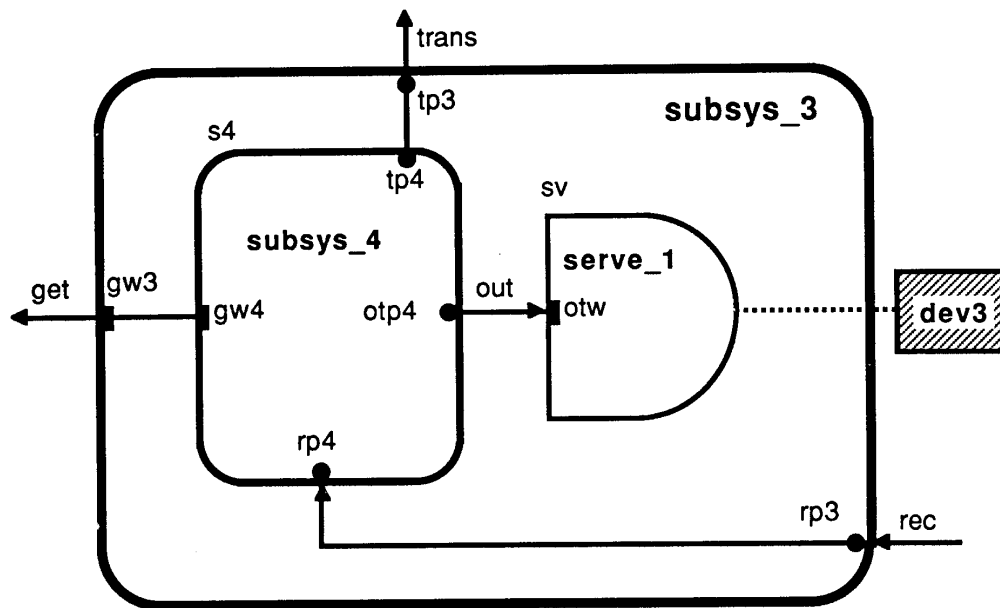 trans
tp3
subsys_3
s4
tp4
sv
subsys_4
serve_1
get
gw3
gw4
otp4
out
otw
dev3
rp4
rp3
rec